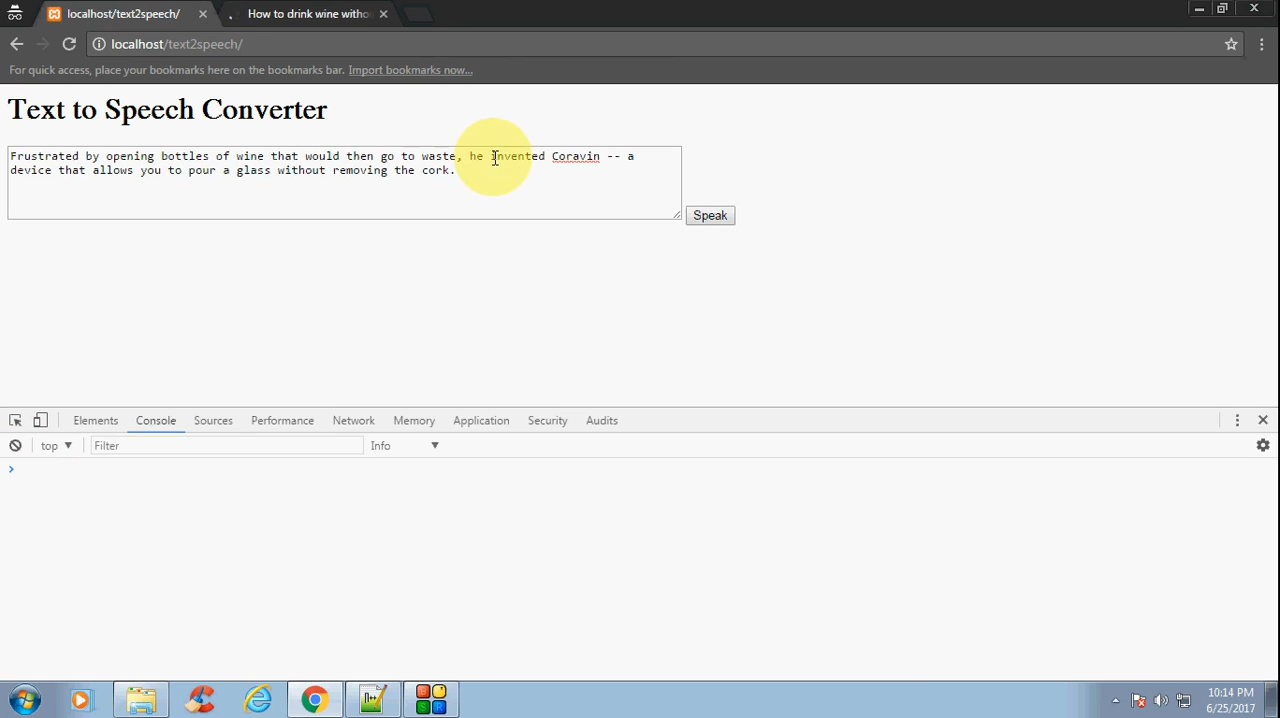 localhost/text2speech/
How to drink wine witho
localhost/text2speech/
For quick access, place your bookmarks here on the bookmarks bar. Import bookmarks now...
Text to Speech Converter
Frustrated by opening bottles of wine that would then go to waste, he invented Coravin -- a
device that allows you to pour a glass without removing the cork.
Speak
Elements Console Sources Performance Network Memory Application Security Audits
top Filter Info
10:14 PM
6/25/2017